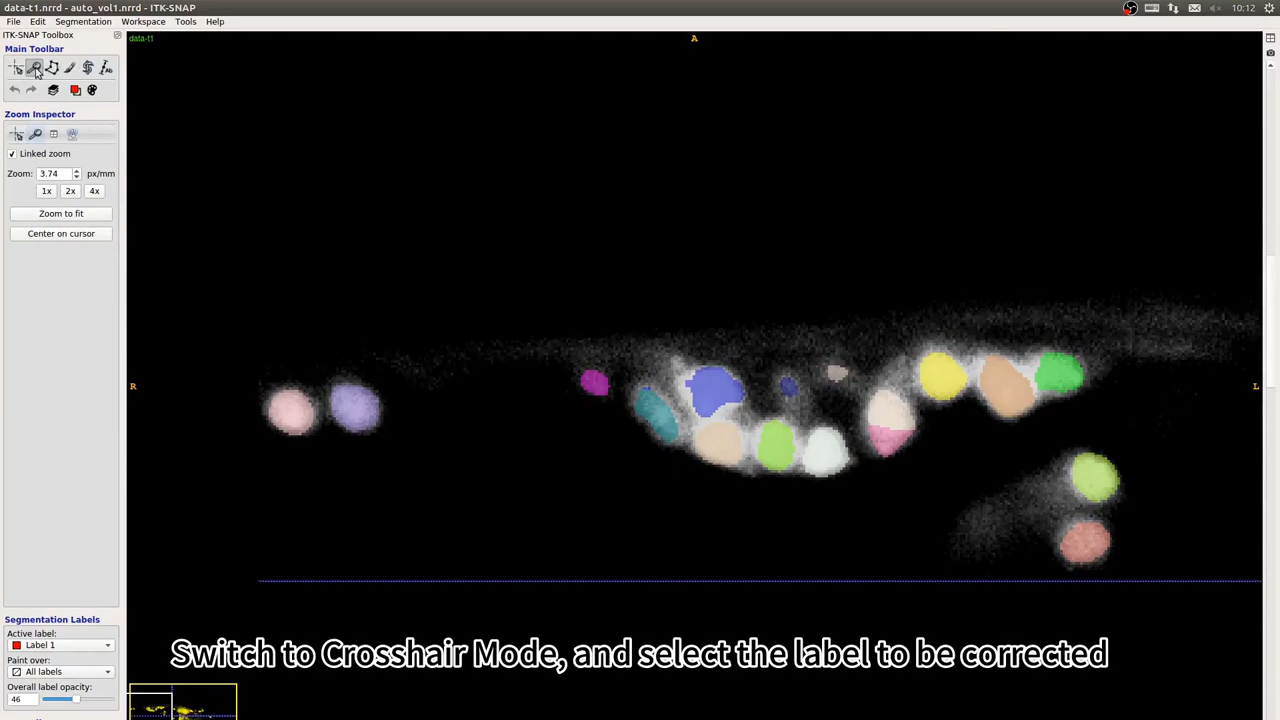 data-t1.nrrd - auto_vol1.nrrd - ITK-SNAP
10:12
File Edit Segmentation Workspace Tools Help
ITK-SNAP Toolbox
Main Toolbar
Zoom Inspector
Linked zoom
Zoom: 3.74 px/mm
1x 2x 4x
Zoom to fit
Center on cursor
Segmentation Labels
Active label:
Label 1
Paint over:
All labels
Overall label opacity:
46
data-t1
A
R
L
Switch to Crosshair Mode, and select the label to be corrected